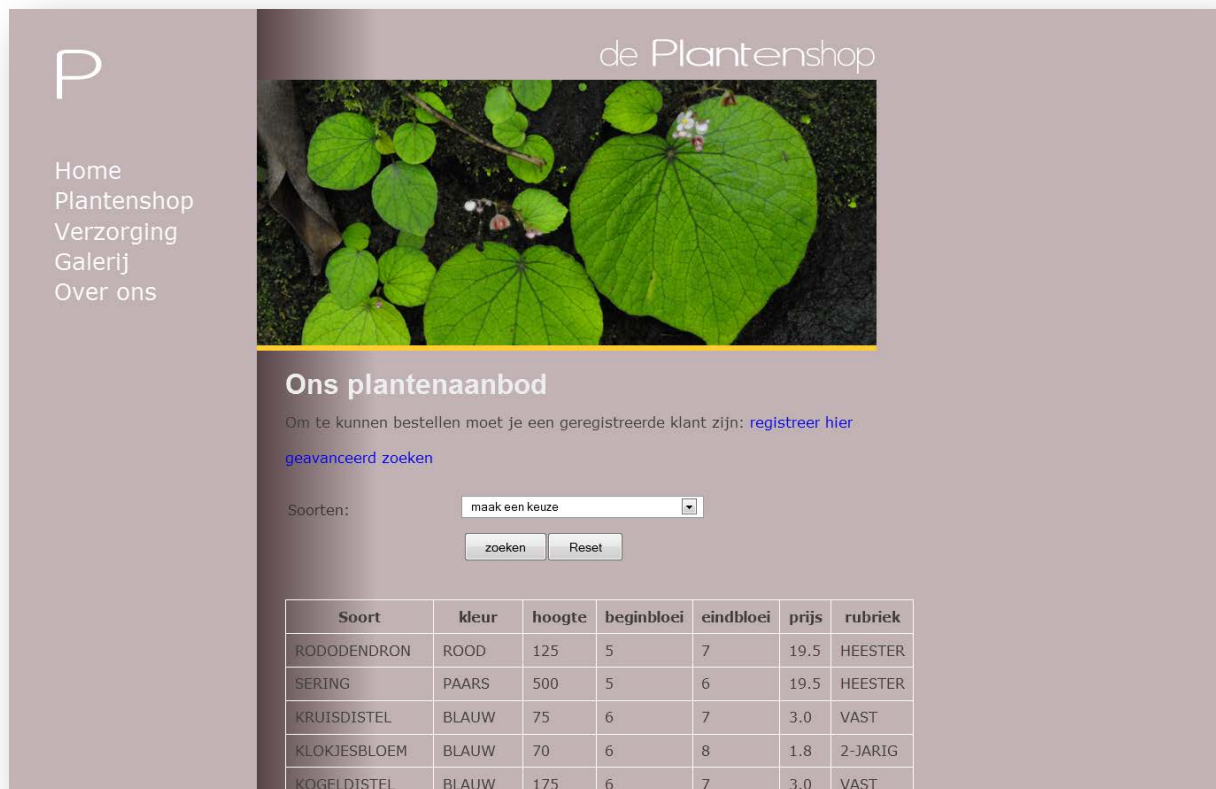 P
de Plantenshop
Home
Plantenshop
Verzorging
Galerij
Over ons
Ons plantenaanbod
Om te kunnen bestellen moet je een geregistreerde klant zijn: registreer hier
geavanceerd zoeken
Soorten: maak een keuze
zoeken Reset
Soort kleur hoogte beginbloei eindbloei prijs rubriek
RODODENDRON ROOD 125 5 7 19.5 HEESTER
SERING PAARS 500 5 6 19.5 HEESTER
KRUISDISTEL BLAUW 75 6 7 3.0 VAST
KLOKJESBLOEM BLAUW 70 6 8 1.8 2-JARIG
KOGELDISTEL BLAUW 175 6 7 3.0 VAST